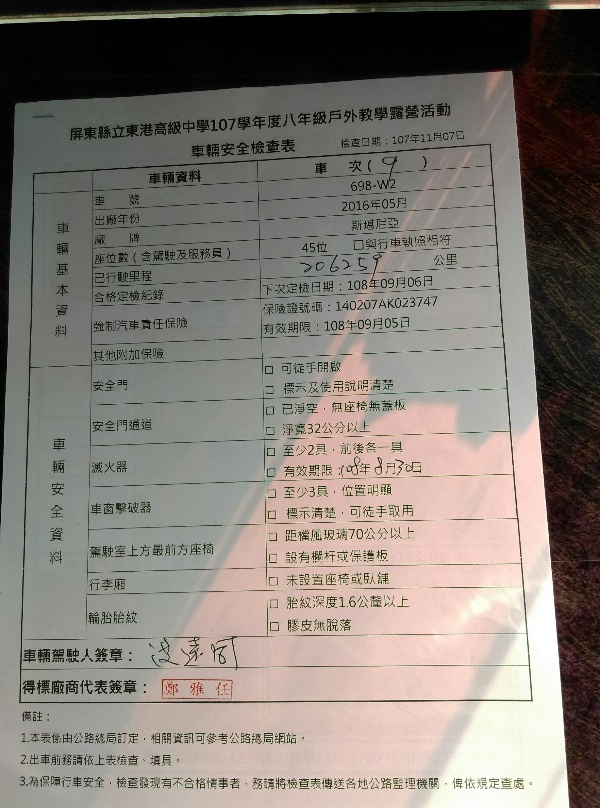 屏東縣立東港高級中學107學年度八年級戶外教學露營活動
車輛安全檢查表
檢查日期：107年11月07日
車輛資料 車 次( 9 )
車輛基本資料
車 號 698-W2
出廠年份 2016年05月
廠 牌 斯堪尼亞
座位數（含駕駛及服務員） 45位 □與行車執照相符
已行駛里程 206259 公里
合格定檢紀錄 下次定檢日期：108年09月06日
強制汽車責任保險 保險證號碼：140207AK023747
有效期限：108年09月05日
其他附加保險
車輛安全資料
安全門 □ 可徒手開啟
□ 標示及使用說明清楚
安全門通道 □ 已淨空，無座椅無蓋板
□ 淨寬32公分以上
滅火器 □ 至少2具，前後各一具
□ 有效期限：108年8月30日
車窗擊破器 □ 至少3具，位置明顯
□ 標示清楚，可徒手取用
駕駛室上方最前方座椅 □ 距擋風玻璃70公分以上
□ 設有欄杆或保護板
行李廂 □ 未設置座椅或臥舖
輪胎胎紋 □ 胎紋深度1.6公釐以上
□ 膠皮無脫落
車輛駕駛人簽章：
得標廠商代表簽章： 鄭雅任
備註：
1.本表係由公路總局訂定，相關資訊可參考公路總局網站。
2.出車前務請依上表檢查、填具。
3.為保障行車安全，檢查發現有不合格情事者，務請將檢查表傳送各地公路監理機關，俾依規定查處。